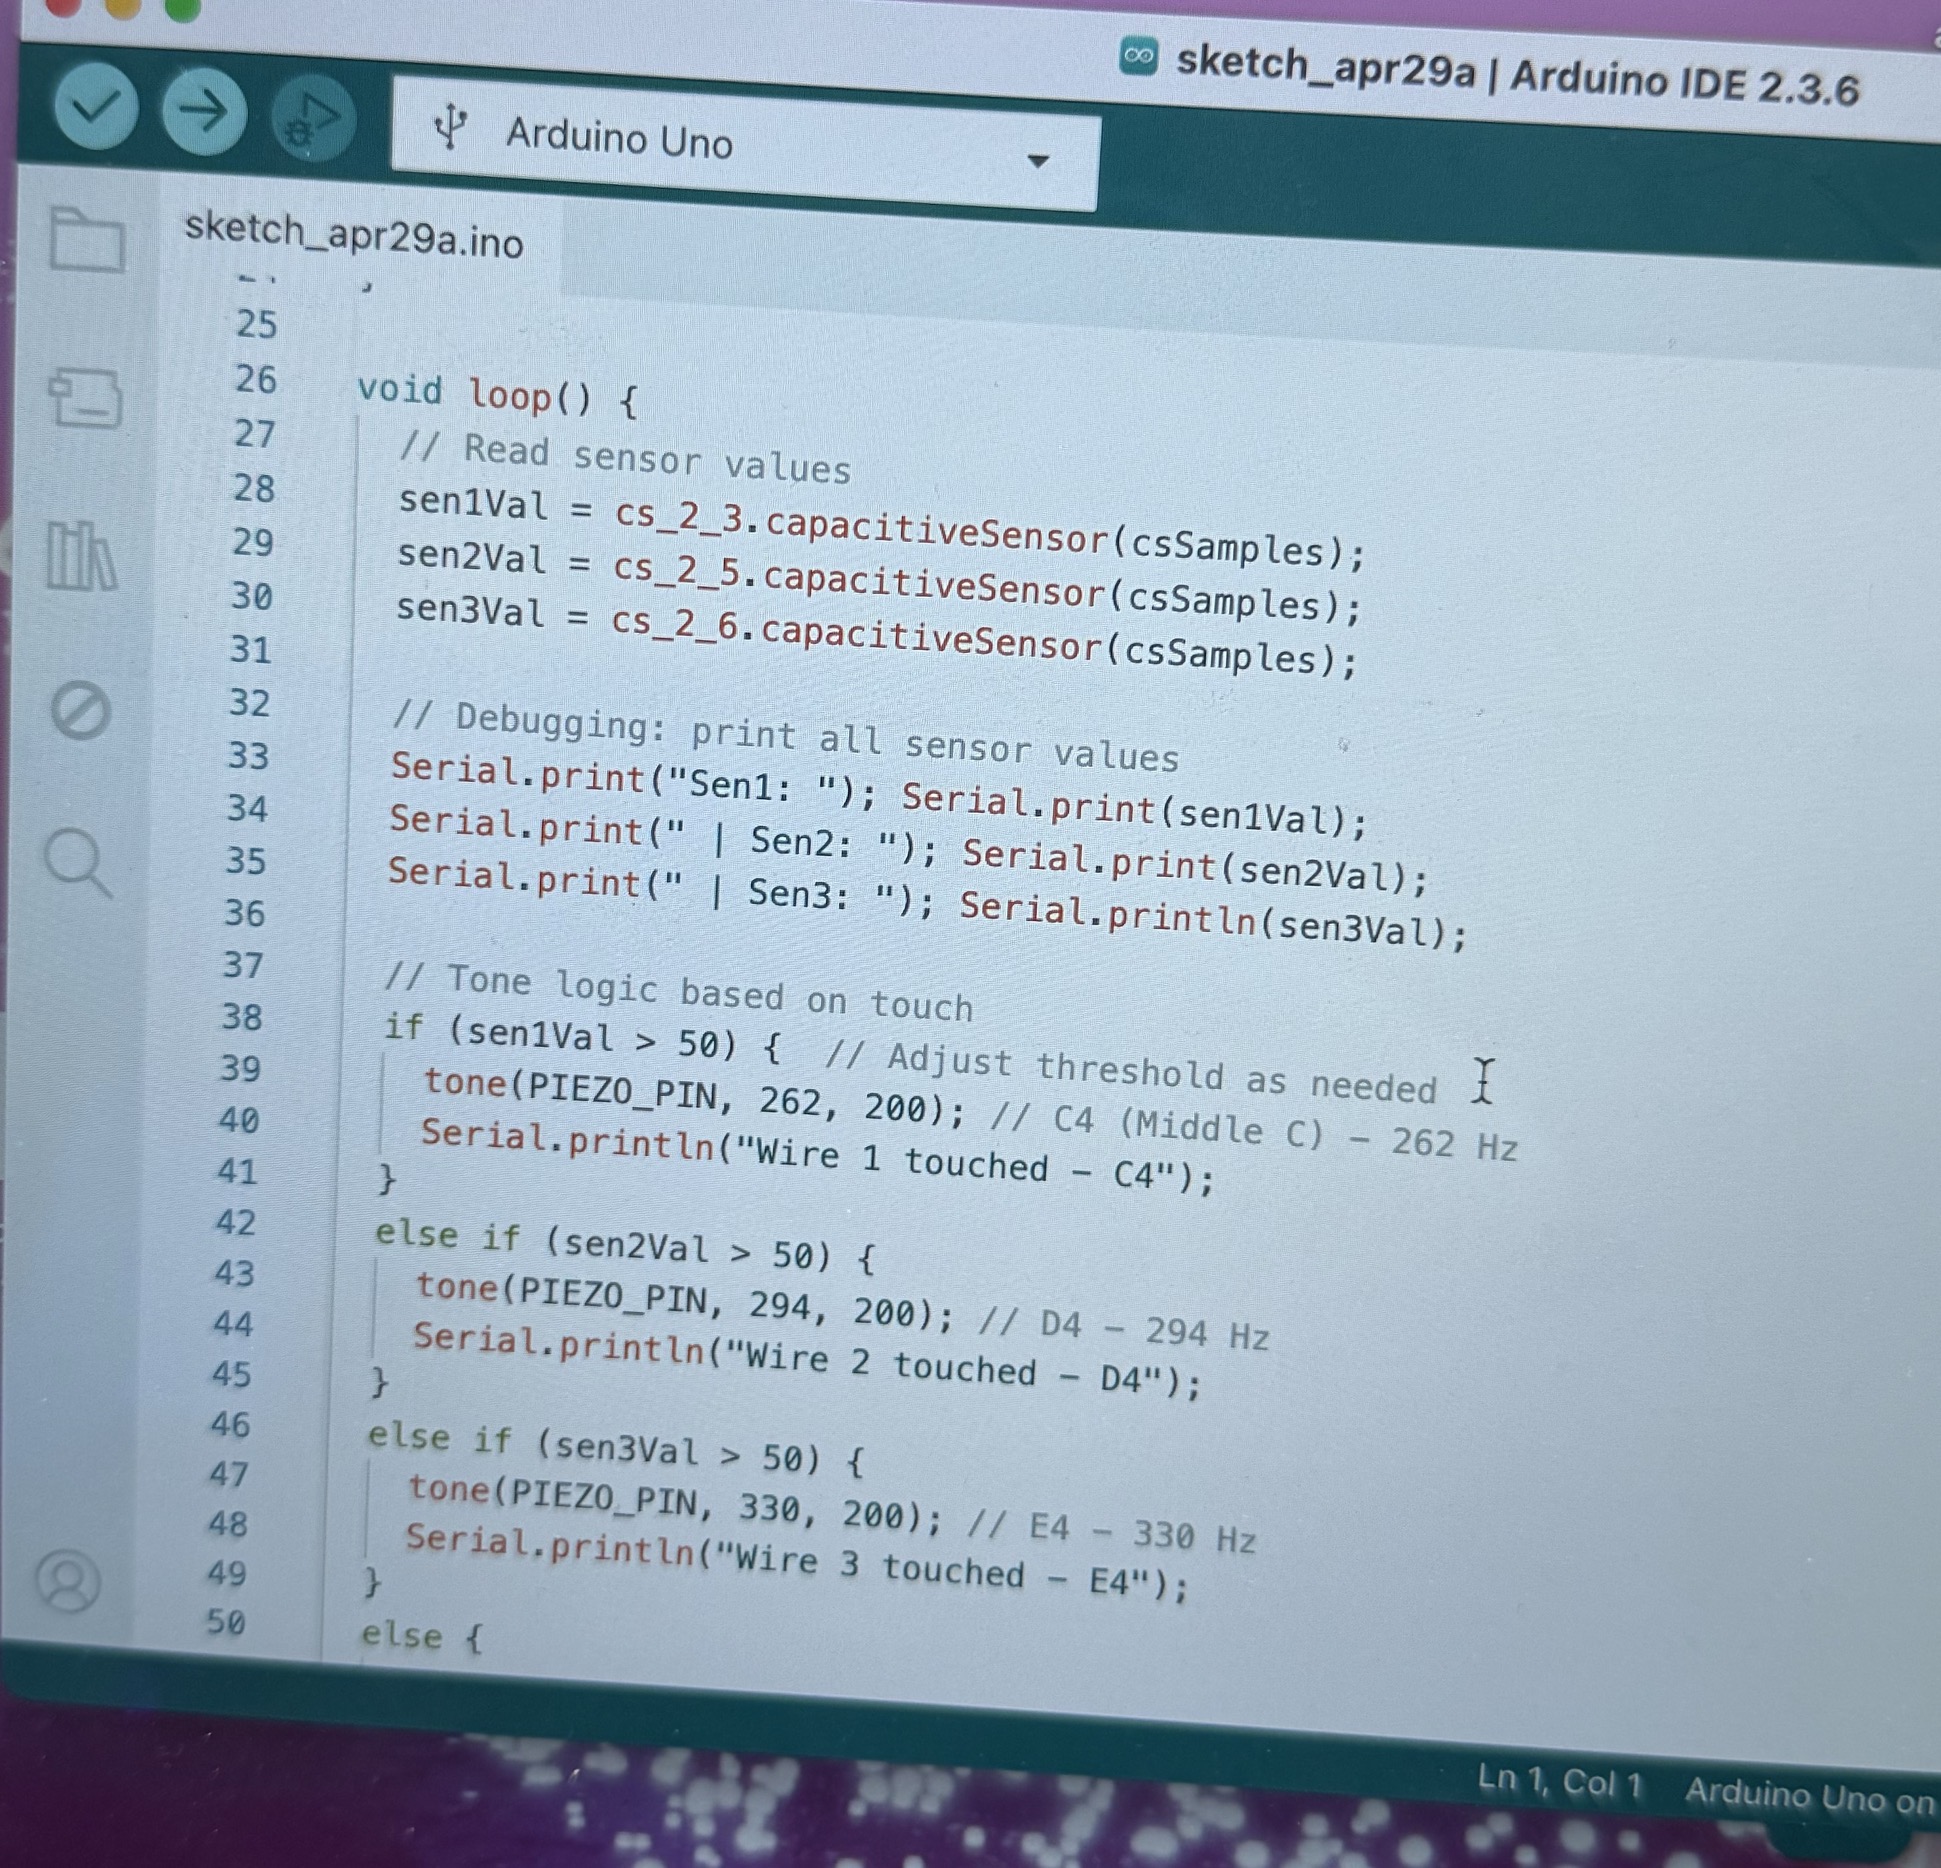 sketch_apr29a | Arduino IDE 2.3.6
Arduino Uno
sketch_apr29a.ino
25
26 void loop() {
27 // Read sensor values
28 sen1Val = cs_2_3.capacitiveSensor(csSamples);
29 sen2Val = cs_2_5.capacitiveSensor(csSamples);
30 sen3Val = cs_2_6.capacitiveSensor(csSamples);
31
32 // Debugging: print all sensor values
33 Serial.print("Sen1: "); Serial.print(sen1Val);
34 Serial.print(" | Sen2: "); Serial.print(sen2Val);
35 Serial.print(" | Sen3: "); Serial.println(sen3Val);
36
37 // Tone logic based on touch
38 if (sen1Val > 50) {  // Adjust threshold as needed
39 tone(PIEZO_PIN, 262, 200); // C4 (Middle C) – 262 Hz
40 Serial.println("Wire 1 touched – C4");
41 }
42 else if (sen2Val > 50) {
43 tone(PIEZO_PIN, 294, 200); // D4 – 294 Hz
44 Serial.println("Wire 2 touched – D4");
45 }
46 else if (sen3Val > 50) {
47 tone(PIEZO_PIN, 330, 200); // E4 – 330 Hz
48 Serial.println("Wire 3 touched – E4");
49 }
50 else {
Ln 1, Col 1 Arduino Uno on